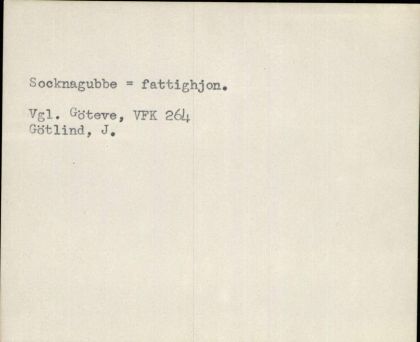 Socknagubbe = fattighjon.
Vgl. Göteve, VFK 264
Götlind, J.